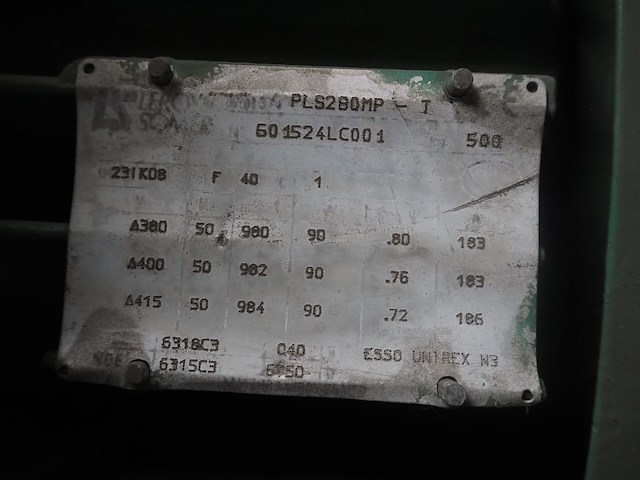 LEROY PLS280MP - T
SOMER N° 601524LC001 500
23IK08 F 40 1
Δ380 50 980 90 .80 183
Δ400 50 982 90 .76 183
Δ415 50 984 90 .72 186
6318C3 040 ESSO UNIREX N3
6315C3